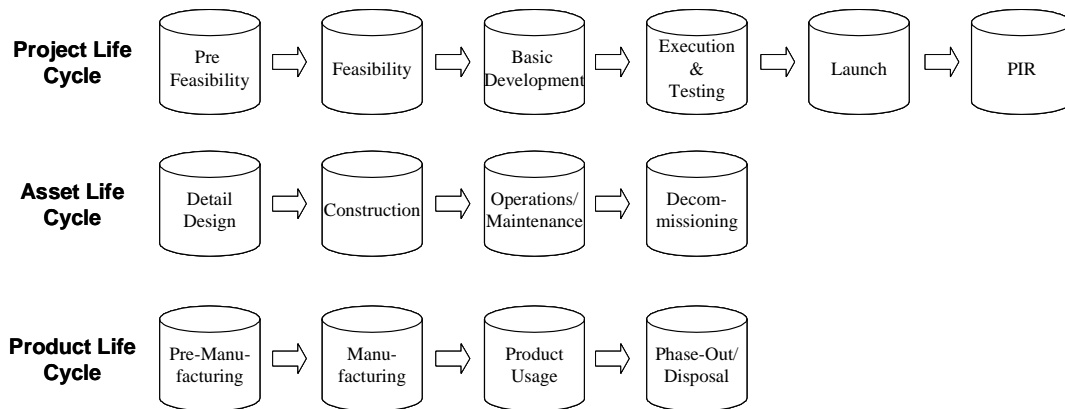 Project Life
Cycle
Pre
Feasibility
Feasibility
Basic
Development
Execution
&
Testing
Launch
PIR
Asset Life
Cycle
Detail
Design
Construction
Operations/
Maintenance
Decom-
missioning
Product Life
Cycle
Pre-Manu-
facturing
Manu-
facturing
Product
Usage
Phase-Out/
Disposal